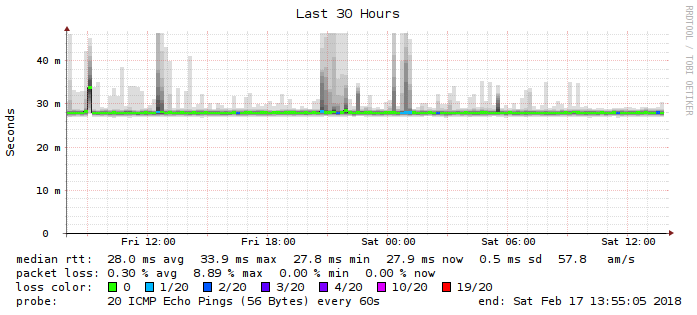 Last 30 Hours
RRDTOOL / TOBI OETIKER
Seconds
40 m
30 m
20 m
10 m
0
Fri 12:00 Fri 18:00 Sat 00:00 Sat 06:00 Sat 12:00
median rtt: 28.0 ms avg 33.9 ms max 27.8 ms min 27.9 ms now 0.5 ms sd 57.8 am/s
packet loss: 0.30 % avg 8.89 % max 0.00 % min 0.00 % now
loss color: 0 1/20 2/20 3/20 4/20 10/20 19/20
probe: 20 ICMP Echo Pings (56 Bytes) every 60s end: Sat Feb 17 13:55:05 2018